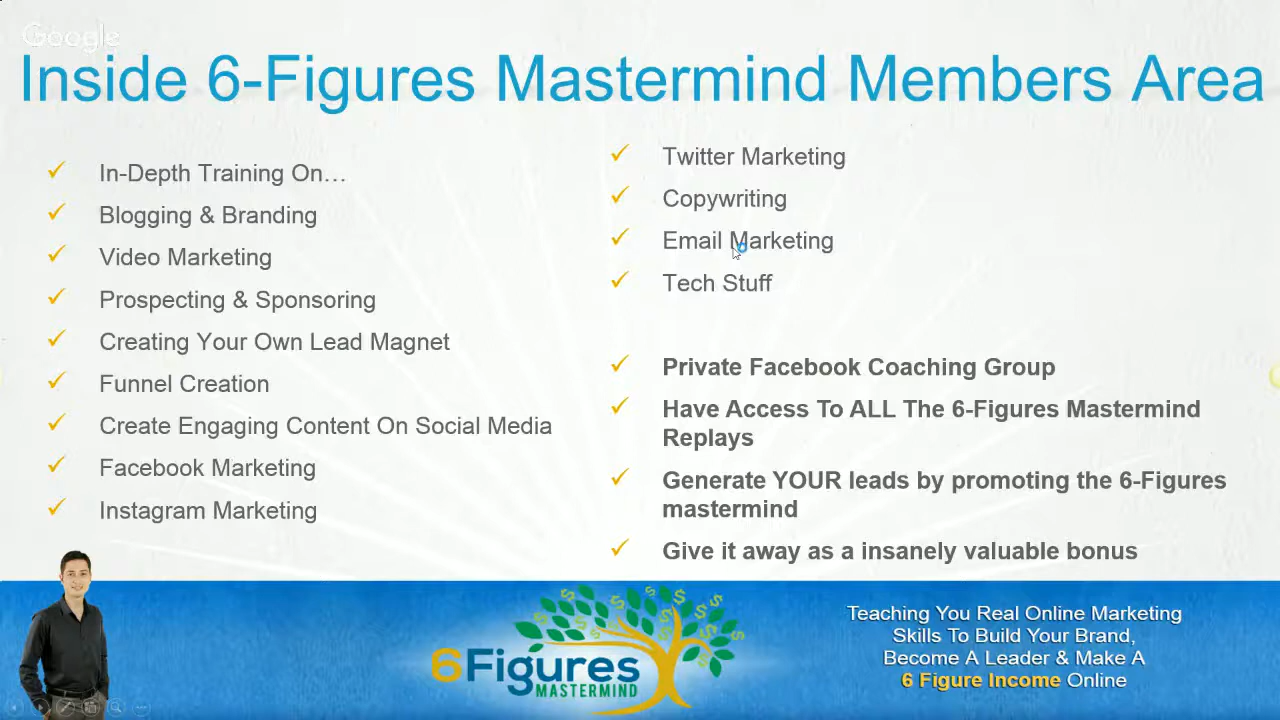 Google
Inside 6-Figures Mastermind Members Area
In-Depth Training On…
Blogging & Branding
Video Marketing
Prospecting & Sponsoring
Creating Your Own Lead Magnet
Funnel Creation
Create Engaging Content On Social Media
Facebook Marketing
Instagram Marketing
Twitter Marketing
Copywriting
Email Marketing
Tech Stuff
Private Facebook Coaching Group
Have Access To ALL The 6-Figures Mastermind
Replays
Generate YOUR leads by promoting the 6-Figures
mastermind
Give it away as a insanely valuable bonus
6Figures
MASTERMIND
Teaching You Real Online Marketing
Skills To Build Your Brand,
Become A Leader & Make A
6 Figure Income Online